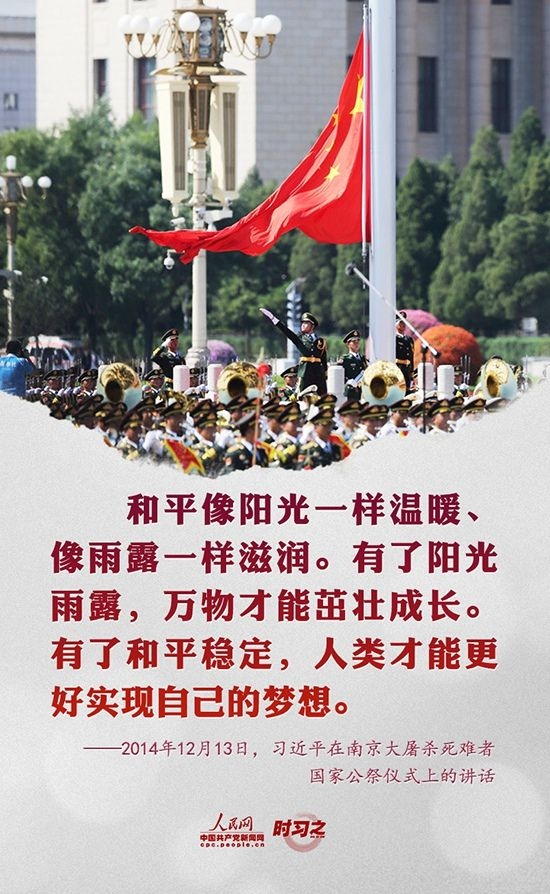 和平像阳光一样温暖、
像雨露一样滋润。有了阳光
雨露，万物才能茁壮成长。
有了和平稳定，人类才能更
好实现自己的梦想。
——2014年12月13日，习近平在南京大屠杀死难者
国家公祭仪式上的讲话
人民网
中国共产党新闻网
cpc.people.com.cn
时习之